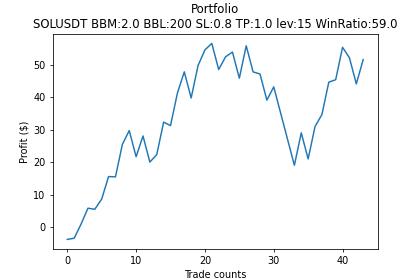 Portfolio
SOLUSDT BBM:2.0 BBL:200 SL:0.8 TP:1.0 lev:15 WinRatio:59.0
50
40
30
20
10
0
Profit ($)
0
10
20
30
40
Trade counts